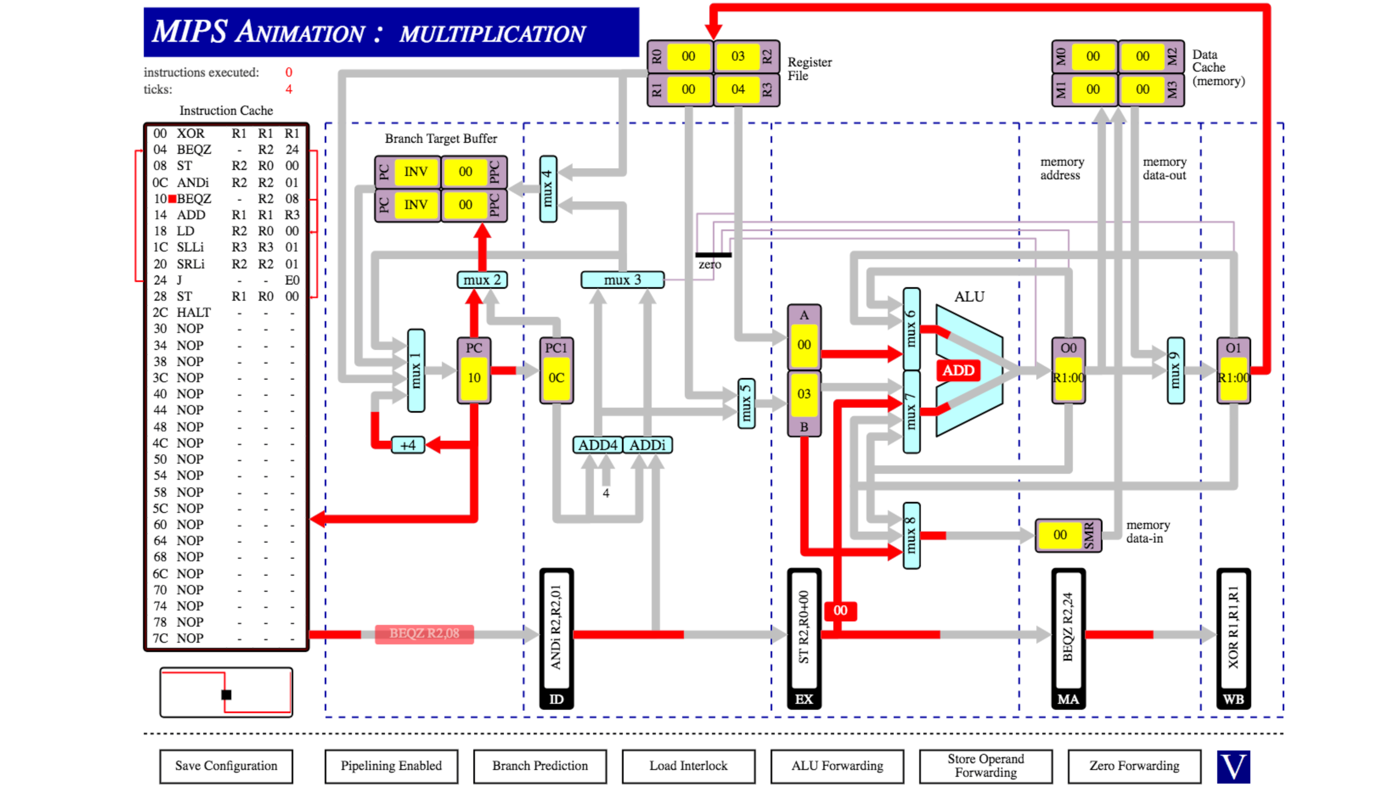 MIPS ANIMATION : MULTIPLICATION
instructions executed: 0
ticks: 4
Instruction Cache
00 XOR R1 R1 R1
04 BEQZ - R2 24
08 ST R2 R0 00
0C ANDi R2 R2 01
10 BEQZ - R2 08
14 ADD R1 R1 R3
18 LD R2 R0 00
1C SLLi R3 R3 01
20 SRLi R2 R2 01
24 J - - E0
28 ST R1 R0 00
2C HALT - - -
30 NOP - - -
34 NOP - - -
38 NOP - - -
3C NOP - - -
40 NOP - - -
44 NOP - - -
48 NOP - - -
4C NOP - - -
50 NOP - - -
54 NOP - - -
58 NOP - - -
5C NOP - - -
60 NOP - - -
64 NOP - - -
68 NOP - - -
6C NOP - - -
70 NOP - - -
74 NOP - - -
78 NOP - - -
7C NOP - - -
R0 00 03 R2
R1 00 04 R3
Register
File
M0 00 00 M2
M1 00 00 M3
Data
Cache
(memory)
Branch Target Buffer
PC INV 00 PPC
PC INV 00 PPC
mux 4
memory
address
memory
data-out
mux 2
mux 3
zero
mux 1
PC
10
PC1
0C
+4
ADD4
ADDi
4
mux 5
A
00
03
B
mux 6
mux 7
ALU
ADD
O0
R1:00
mux 9
O1
R1:00
mux 8
00 SMR
memory
data-in
00
BEQZ R2,08
ANDi R2,R2,01
ID
ST R2,R0+00
EX
BEQZ R2,24
MA
XOR R1,R1,R1
WB
Save Configuration
Pipelining Enabled
Branch Prediction
Load Interlock
ALU Forwarding
Store Operand
Forwarding
Zero Forwarding
V